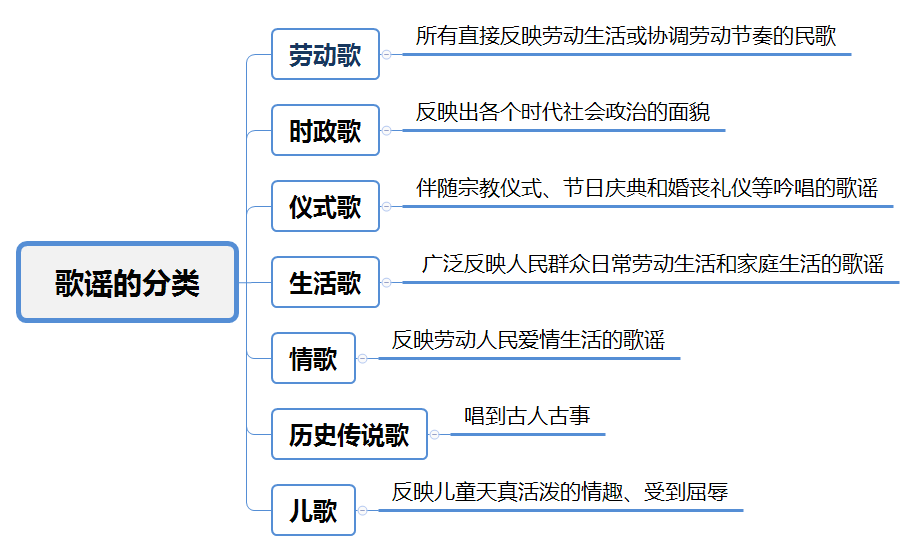 歌谣的分类
劳动歌
所有直接反映劳动生活或协调劳动节奏的民歌
时政歌
反映出各个时代社会政治的面貌
仪式歌
伴随宗教仪式、节日庆典和婚丧礼仪等吟唱的歌谣
生活歌
广泛反映人民群众日常劳动生活和家庭生活的歌谣
情歌
反映劳动人民爱情生活的歌谣
历史传说歌
唱到古人古事
儿歌
反映儿童天真活泼的情趣、受到屈辱